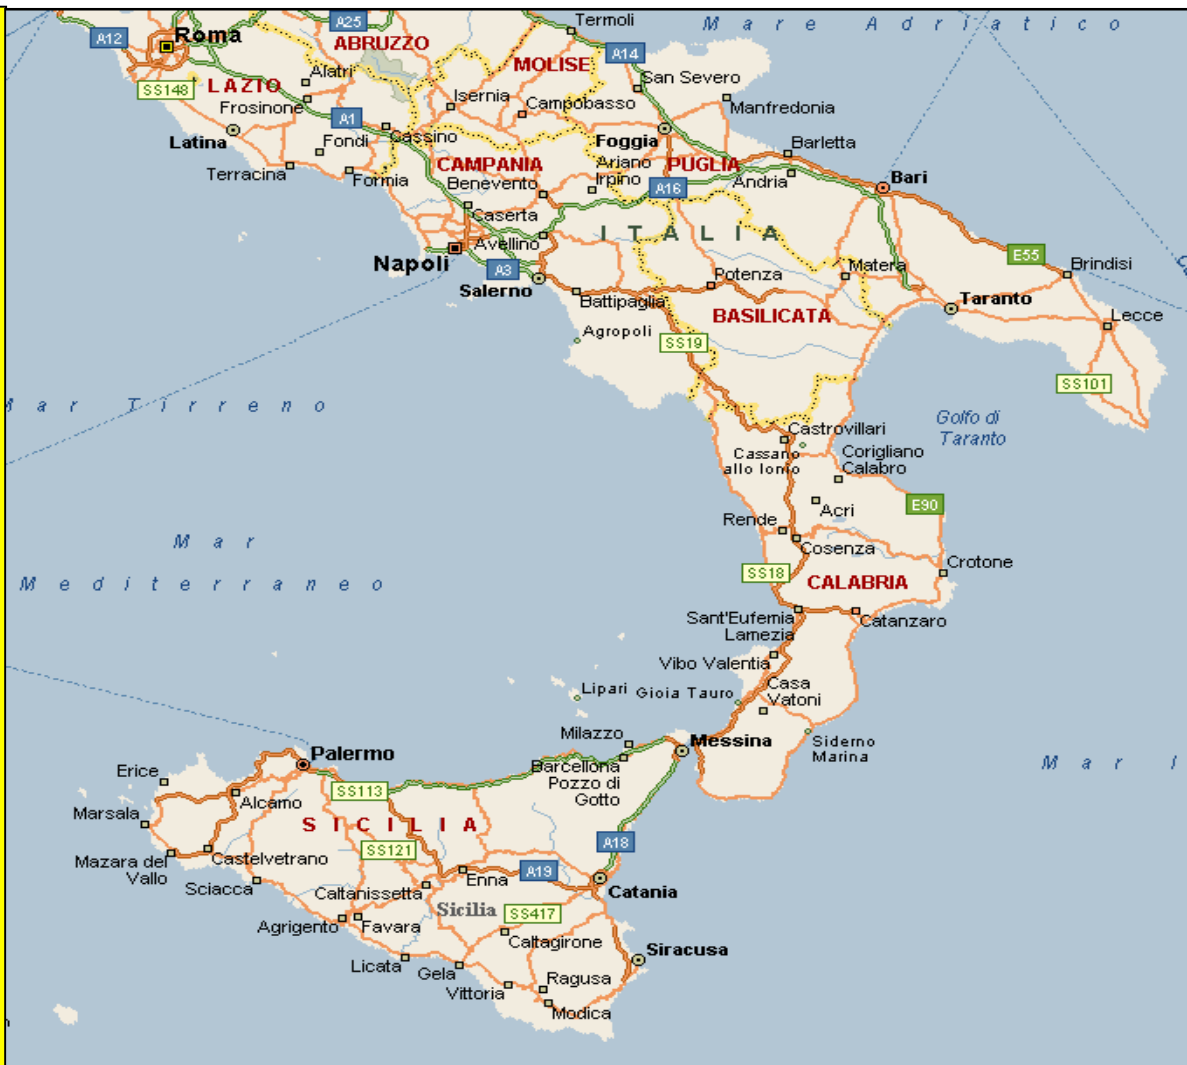 Mare Adriatico
Termoli
A25
A12
Roma
ABRUZZO
A14
MOLISE
San Severo
Alatri
LAZIO
SS148
Isernia
Campobasso
Manfredonia
Frosinone
A1
Cassino
Latina
Fondi
Foggia
Barletta
CAMPANIA
Ariano
Irpino
PUGLIA
Terracina
Formia
Benevento
A16
Andria
Bari
Caserta
Avellino
ITALIA
Napoli
A3
E55
Salerno
Potenza
Matera
Brindisi
Battipaglia
Taranto
BASILICATA
Lecce
Agropoli
SS19
SS101
Mar Tirreno
Golfo di
Taranto
Castrovillari
Cassano
allo Ionio
Corigliano
Calabro
Acri
E90
Rende
Cosenza
Mar
Mediterraneo
SS18
CALABRIA
Crotone
Sant'Eufemia
Lamezia
Catanzaro
Vibo Valentia
Casa
Vatoni
Lipari
Gioia Tauro
Milazzo
Messina
Siderno
Marina
Mar I
Palermo
Barcellona
Pozzo di
Gotto
Erice
SS113
Alcamo
Marsala
SICILIA
A18
SS121
Mazara del
Vallo
Castelvetrano
Enna
A19
Sciacca
Caltanissetta
Catania
Sicilia
SS417
Agrigento
Favara
Caltagirone
Siracusa
Licata
Gela
Ragusa
Vittoria
Modica